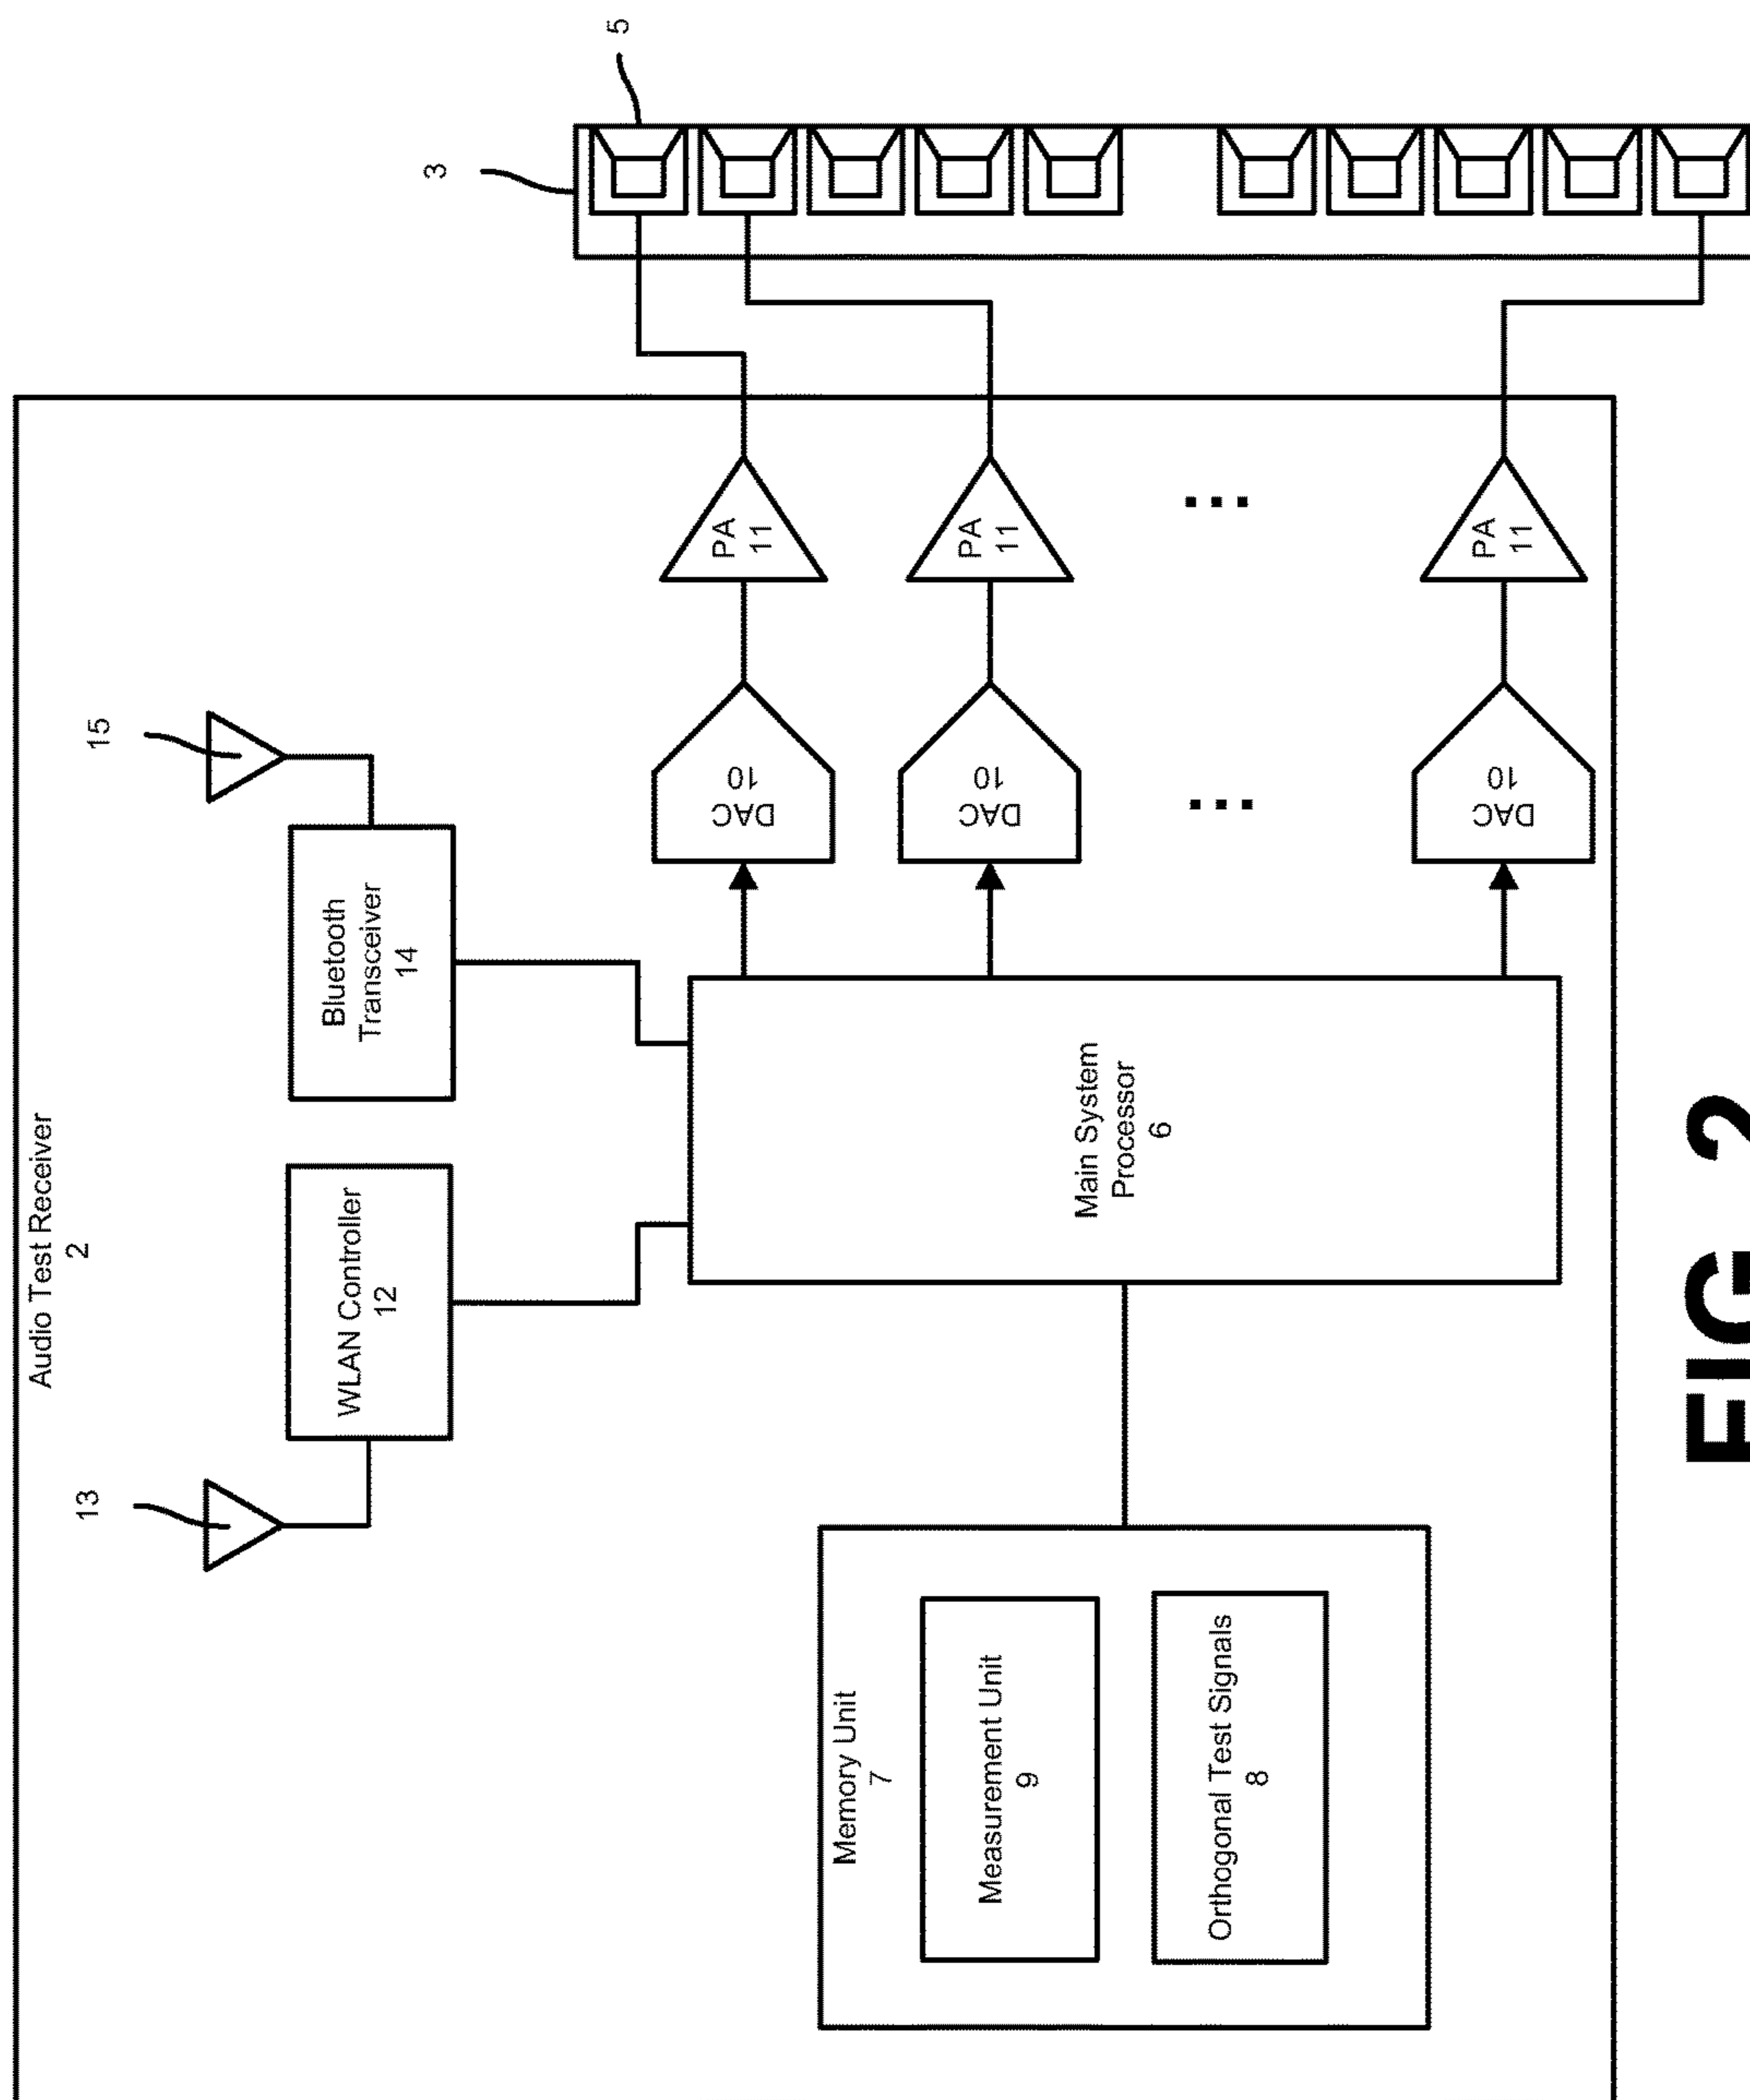 Audio Test Receiver
2
13
15
3
5
WLAN Controller
12
Bluetooth
Transceiver
14
Memory Unit
7
Measurement Unit
9
Orthogonal Test Signals
8
Main System
Processor
6
DAC
10
PA
11
DAC
10
PA
11
...
...
DAC
10
PA
11
FIG 2